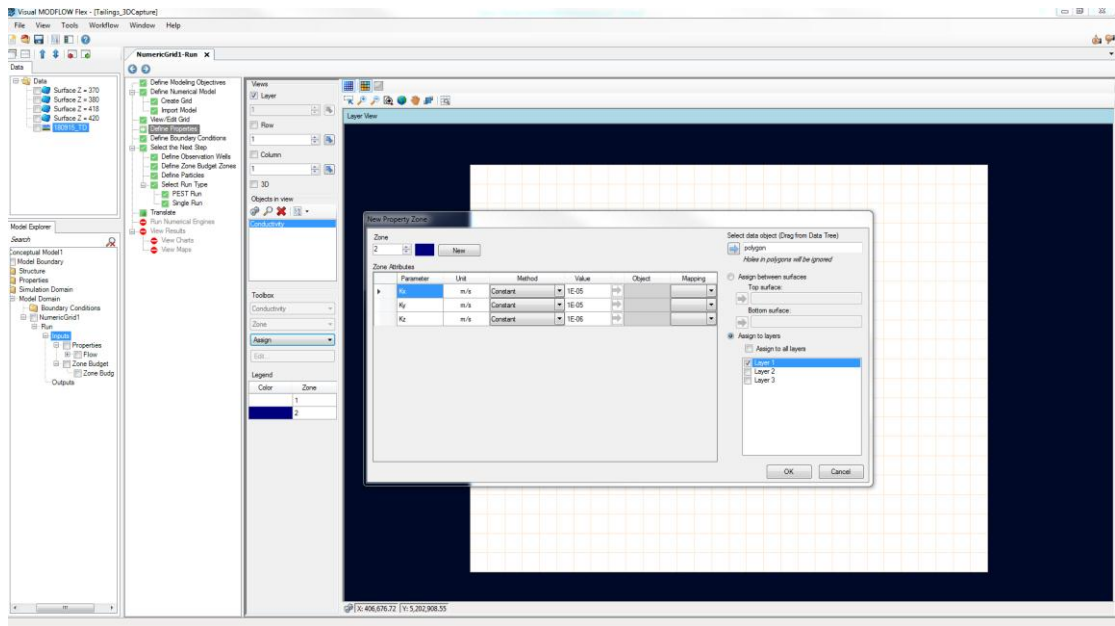 Visual MODFLOW Flex - [Tailings_3DCapture]
File View Tools Workflow Window Help
NumericGrid1-Run X
Data
Data
Surface Z = 370
Surface Z = 380
Surface Z = 418
Surface Z = 420
180915_TD
Model Explorer
Search
Conceptual Model1
Model Boundary
Structure
Properties
Simulation Domain
Model Domain
Boundary Conditions
NumericGrid1
Run
Inputs
Properties
Flow
Zone Budget
Zone Budg
Outputs
Define Modeling Objectives
Define Numerical Model
Create Grid
Import Model
View/Edit Grid
Define Properties
Define Boundary Conditions
Select the Next Step
Define Observation Wells
Define Zone Budget Zones
Define Particles
Select Run Type
PEST Run
Single Run
Translate
Run Numerical Engines
View Results
View Charts
View Maps
Views
Layer
1
Row
1
Column
1
3D
Objects in view
Conductivity
Toolbox
Conductivity
Zone
Assign
Edit...
Legend
Color Zone
1
2
Layer View
New Property Zone
Zone
2 New
Zone Attributes
Parameter Unit Method Value Object Mapping
Kx m/s Constant 1E-05
Ky m/s Constant 1E-05
Kz m/s Constant 1E-06
Select data object (Drag from Data Tree)
polygon
Holes in polygons will be ignored
Assign between surfaces
Top surface:
Bottom surface:
Assign to layers
Assign to all layers
Layer 1
Layer 2
Layer 3
OK Cancel
X: 406,676.72 Y: 5,202,908.55